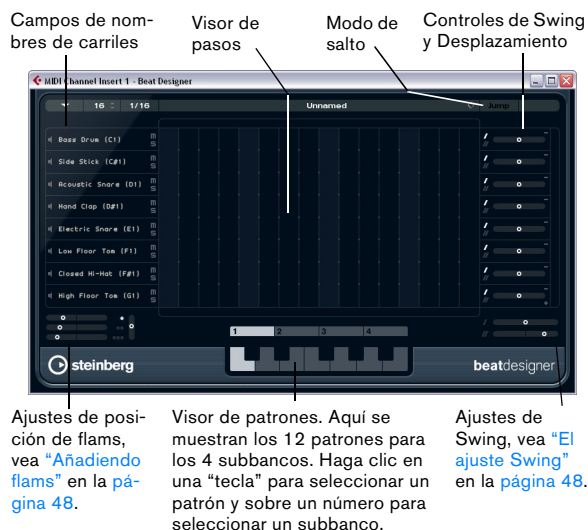 Campos de nom-
bres de carriles
Visor de
pasos
Modo de
salto
Controles de Swing
y Desplazamiento
MIDI Channel Insert 1 - Beat Designer
16 1/16 Unnamed Jump
Bass Drum (C1) m s
Side Stick (C#1) m s
Acoustic Snare (D1) m s
Hand Clap (D#1) m s
Electric Snare (E1) m s
Low Floor Tom (F1) m s
Closed Hi-Hat (F#1) m s
High Floor Tom (G1) m s
1 2 3 4
steinberg
beatdesigner
Ajustes de posi-
ción de flams,
vea “Añadiendo
flams” en la pá-
gina 48.
Visor de patrones. Aquí se
muestran los 12 patrones para
los 4 subbancos. Haga clic en
una “tecla” para seleccionar un
patrón y sobre un número para
seleccionar un subbanco.
Ajustes de
Swing, vea “El
ajuste Swing”
en la página 48.